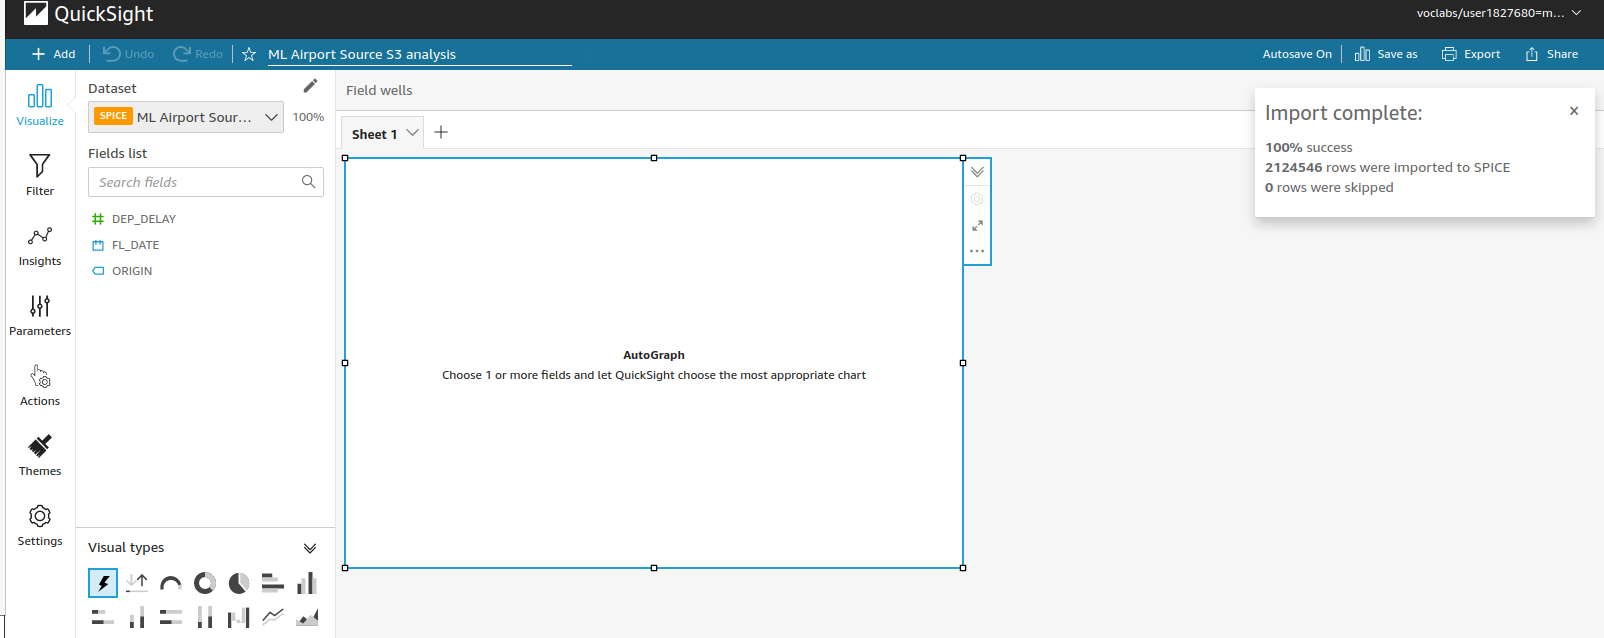 QuickSight
voclabs/user1827680=m...
Add
Undo
Redo
ML Airport Source S3 analysis
Autosave On
Save as
Export
Share
Visualize
Filter
Insights
Parameters
Actions
Themes
Settings
Dataset
SPICE
ML Airport Sour...
100%
Fields list
Search fields
DEP_DELAY
FL_DATE
ORIGIN
Visual types
Field wells
Sheet 1
AutoGraph
Choose 1 or more fields and let QuickSight choose the most appropriate chart
Import complete:
100% success
2124546 rows were imported to SPICE
0 rows were skipped